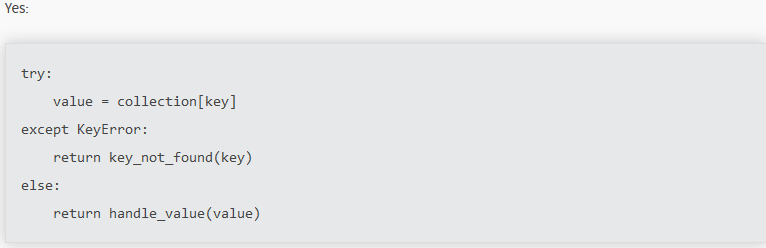 Yes:
try:
    value = collection[key]
except KeyError:
    return key_not_found(key)
else:
    return handle_value(value)